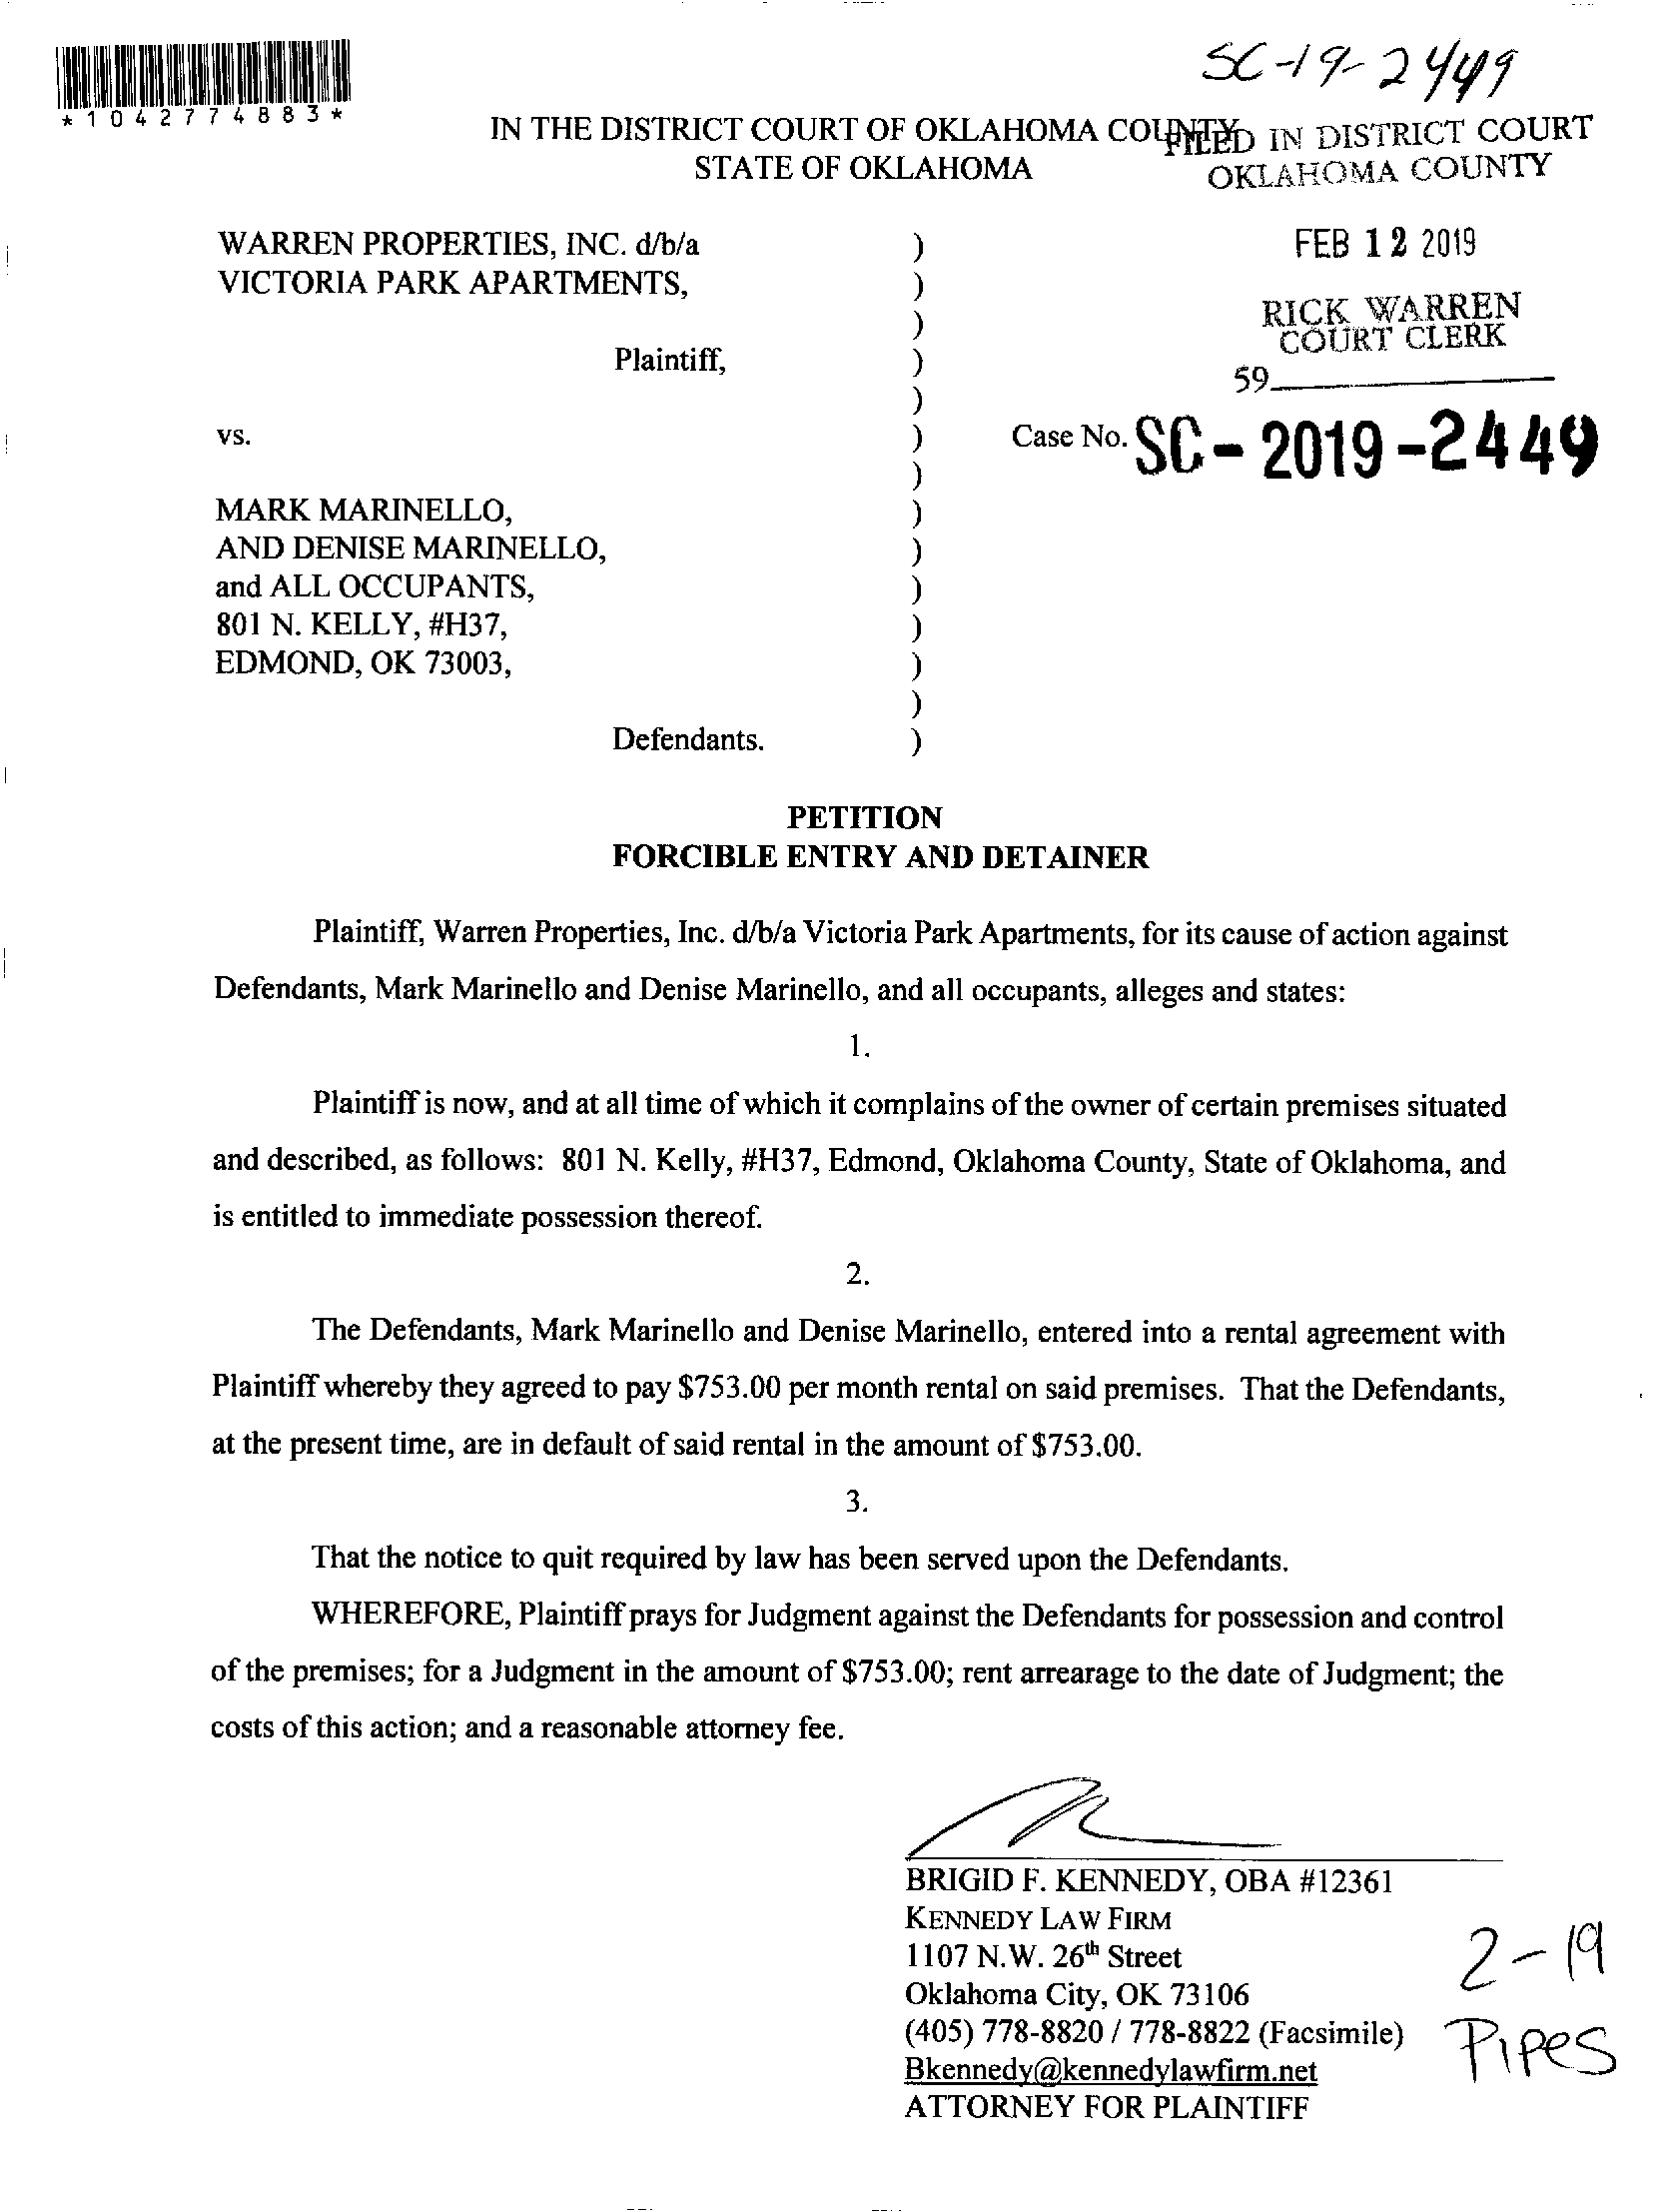 SC-19-2449
*1042774883*
IN THE DISTRICT COURT OF OKLAHOMA COUNTY
STATE OF OKLAHOMA
FILED IN DISTRICT COURT
OKLAHOMA COUNTY
FEB 12 2019
RICK WARREN
COURT CLERK
59
WARREN PROPERTIES, INC. d/b/a )
VICTORIA PARK APARTMENTS, )
)
Plaintiff, )
)
vs. ) Case No. SC-2019-2449
)
MARK MARINELLO, )
AND DENISE MARINELLO, )
and ALL OCCUPANTS, )
801 N. KELLY, #H37, )
EDMOND, OK 73003, )
)
Defendants. )
PETITION
FORCIBLE ENTRY AND DETAINER
Plaintiff, Warren Properties, Inc. d/b/a Victoria Park Apartments, for its cause of action against
Defendants, Mark Marinello and Denise Marinello, and all occupants, alleges and states:
1.
Plaintiff is now, and at all time of which it complains of the owner of certain premises situated
and described, as follows: 801 N. Kelly, #H37, Edmond, Oklahoma County, State of Oklahoma, and
is entitled to immediate possession thereof.
2.
The Defendants, Mark Marinello and Denise Marinello, entered into a rental agreement with
Plaintiff whereby they agreed to pay $753.00 per month rental on said premises. That the Defendants,
at the present time, are in default of said rental in the amount of $753.00.
3.
That the notice to quit required by law has been served upon the Defendants.
WHEREFORE, Plaintiff prays for Judgment against the Defendants for possession and control
of the premises; for a Judgment in the amount of $753.00; rent arrearage to the date of Judgment; the
costs of this action; and a reasonable attorney fee.
BRIGID F. KENNEDY, OBA #12361
KENNEDY LAW FIRM
1107 N.W. 26th Street
Oklahoma City, OK 73106
(405) 778-8820 / 778-8822 (Facsimile)
Bkennedy@kennedylawfirm.net
ATTORNEY FOR PLAINTIFF
2-19
Pipes